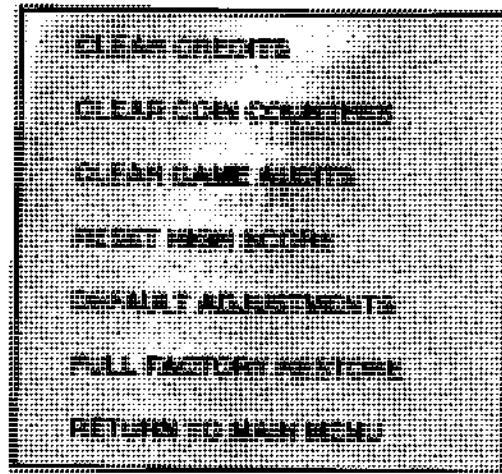 CLEAR CREDITS
CLEAR COIN COUNTERS
CLEAR GAME AUDITS
RESET HIGH SCORE
DEFAULT ADJUSTMENTS
FULL FACTORY RESTORE
RETURN TO MAIN MENU